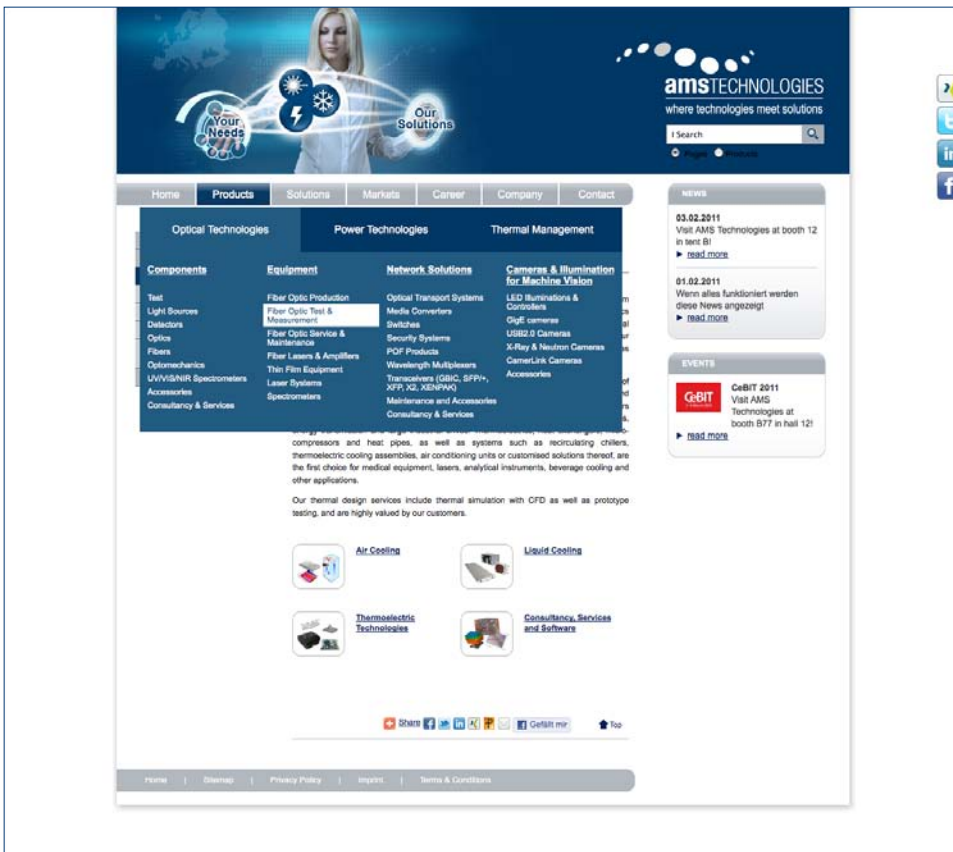 Your
Needs
Our
Solutions
amsTECHNOLOGIES
where technologies meet solutions
I Search
Pages Products
Home Products Solutions Markets Career Company Contact
Optical Technologies Power Technologies Thermal Management
Components
Test
Light Sources
Detectors
Optics
Fibers
Optomechanics
UV/VIS/NIR Spectrometers
Accessories
Consultancy & Services
Equipment
Fiber Optic Production
Fiber Optic Test &
Measurement
Fiber Optic Service &
Maintenance
Fiber Lasers & Amplifiers
Thin Film Equipment
Laser Systems
Spectrometers
Network Solutions
Optical Transport Systems
Media Converters
Switches
Security Systems
POF Products
Wavelength Multiplexers
Transceivers (GBIC, SFP/+,
XFP, X2, XENPAK)
Maintenance and Accessories
Consultancy & Services
Cameras & Illumination
for Machine Vision
LED Illuminations &
Controllers
GigE cameras
USB2.0 Cameras
X-Ray & Neutron Cameras
CamerLink Cameras
Accessories
compressors and heat pipes, as well as systems such as recirculating chillers,
thermoelectric cooling assemblies, air conditioning units or customised solutions thereof, are
the first choice for medical equipment, lasers, analytical instruments, beverage cooling and
other applications.
Our thermal design services include thermal simulation with CFD as well as prototype
testing, and are highly valued by our customers.
Air Cooling
Liquid Cooling
Thermoelectric
Technologies
Consultancy, Services
and Software
Share
Gefällt mir
Top
Home | Sitemap | Privacy Policy | Imprint | Terms & Conditions
NEWS
03.02.2011
Visit AMS Technologies at booth 12
in tent B!
read more
01.02.2011
Wenn alles funktioniert werden
diese News angezeigt
read more
EVENTS
CeBIT
CeBIT 2011
Visit AMS
Technologies at
booth B77 in hall 12!
read more